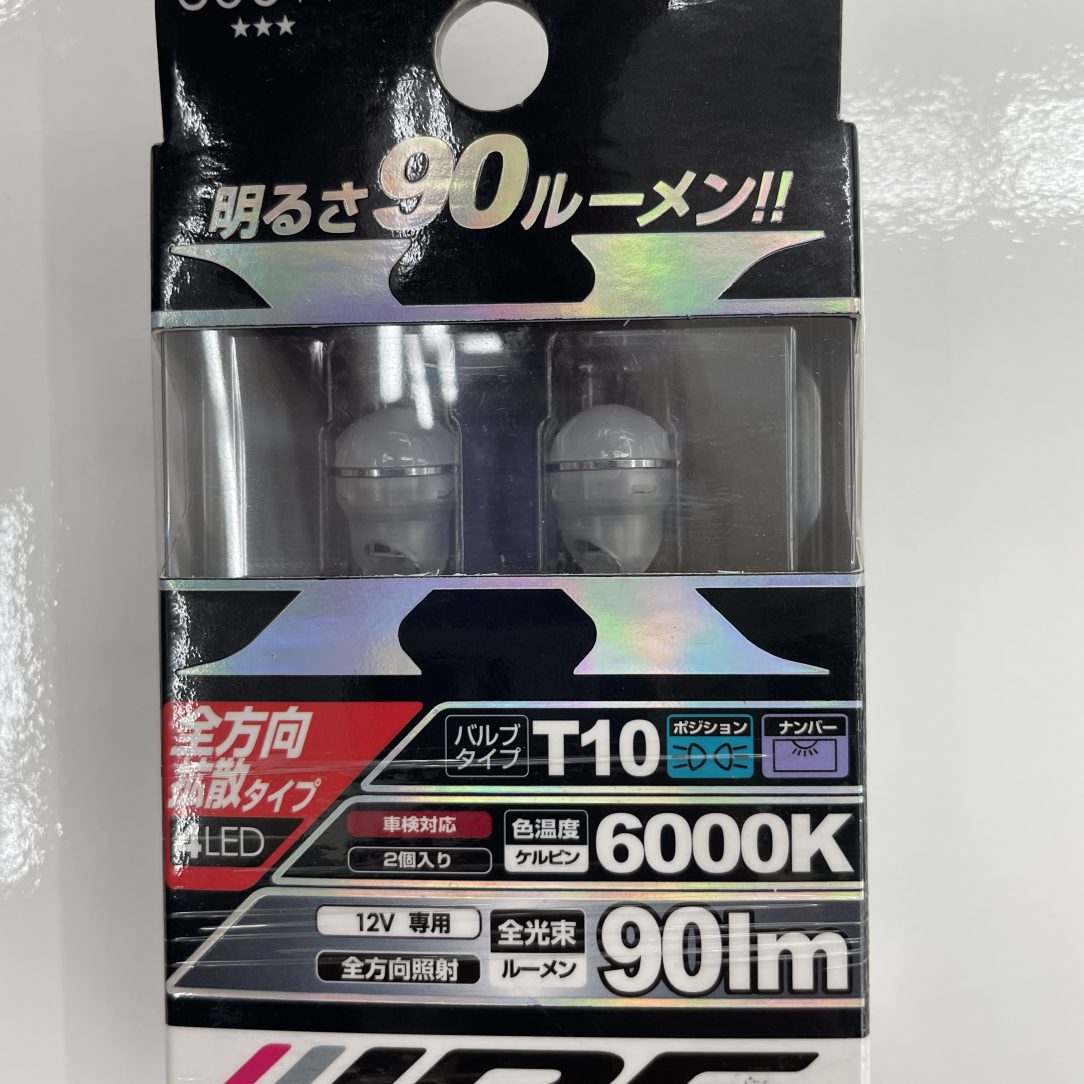 ★★★
明るさ90ルーメン!!
全方向
拡散タイプ
4LED
バルブ
タイプ
T10
ポジション
ナンバー
車検対応
2個入り
色温度
ケルビン
6000K
12V 専用
全方向照射
全光束
ルーメン
90lm